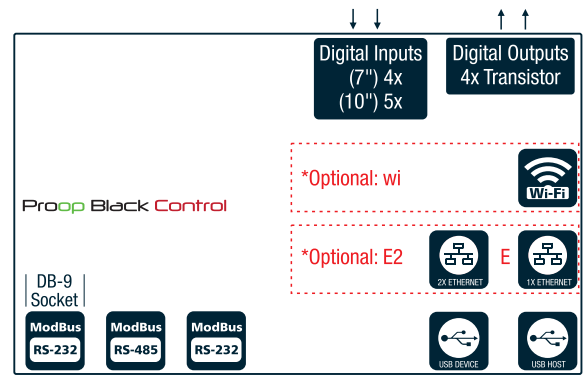 Digital Inputs
(7") 4x
(10") 5x
Digital Outputs
4x Transistor
*Optional: wi
Wi-Fi
Proop Black Control
*Optional: E2
2X ETHERNET
E
1X ETHERNET
DB-9
Socket
ModBus
RS-232
ModBus
RS-485
ModBus
RS-232
USB DEVICE
USB HOST